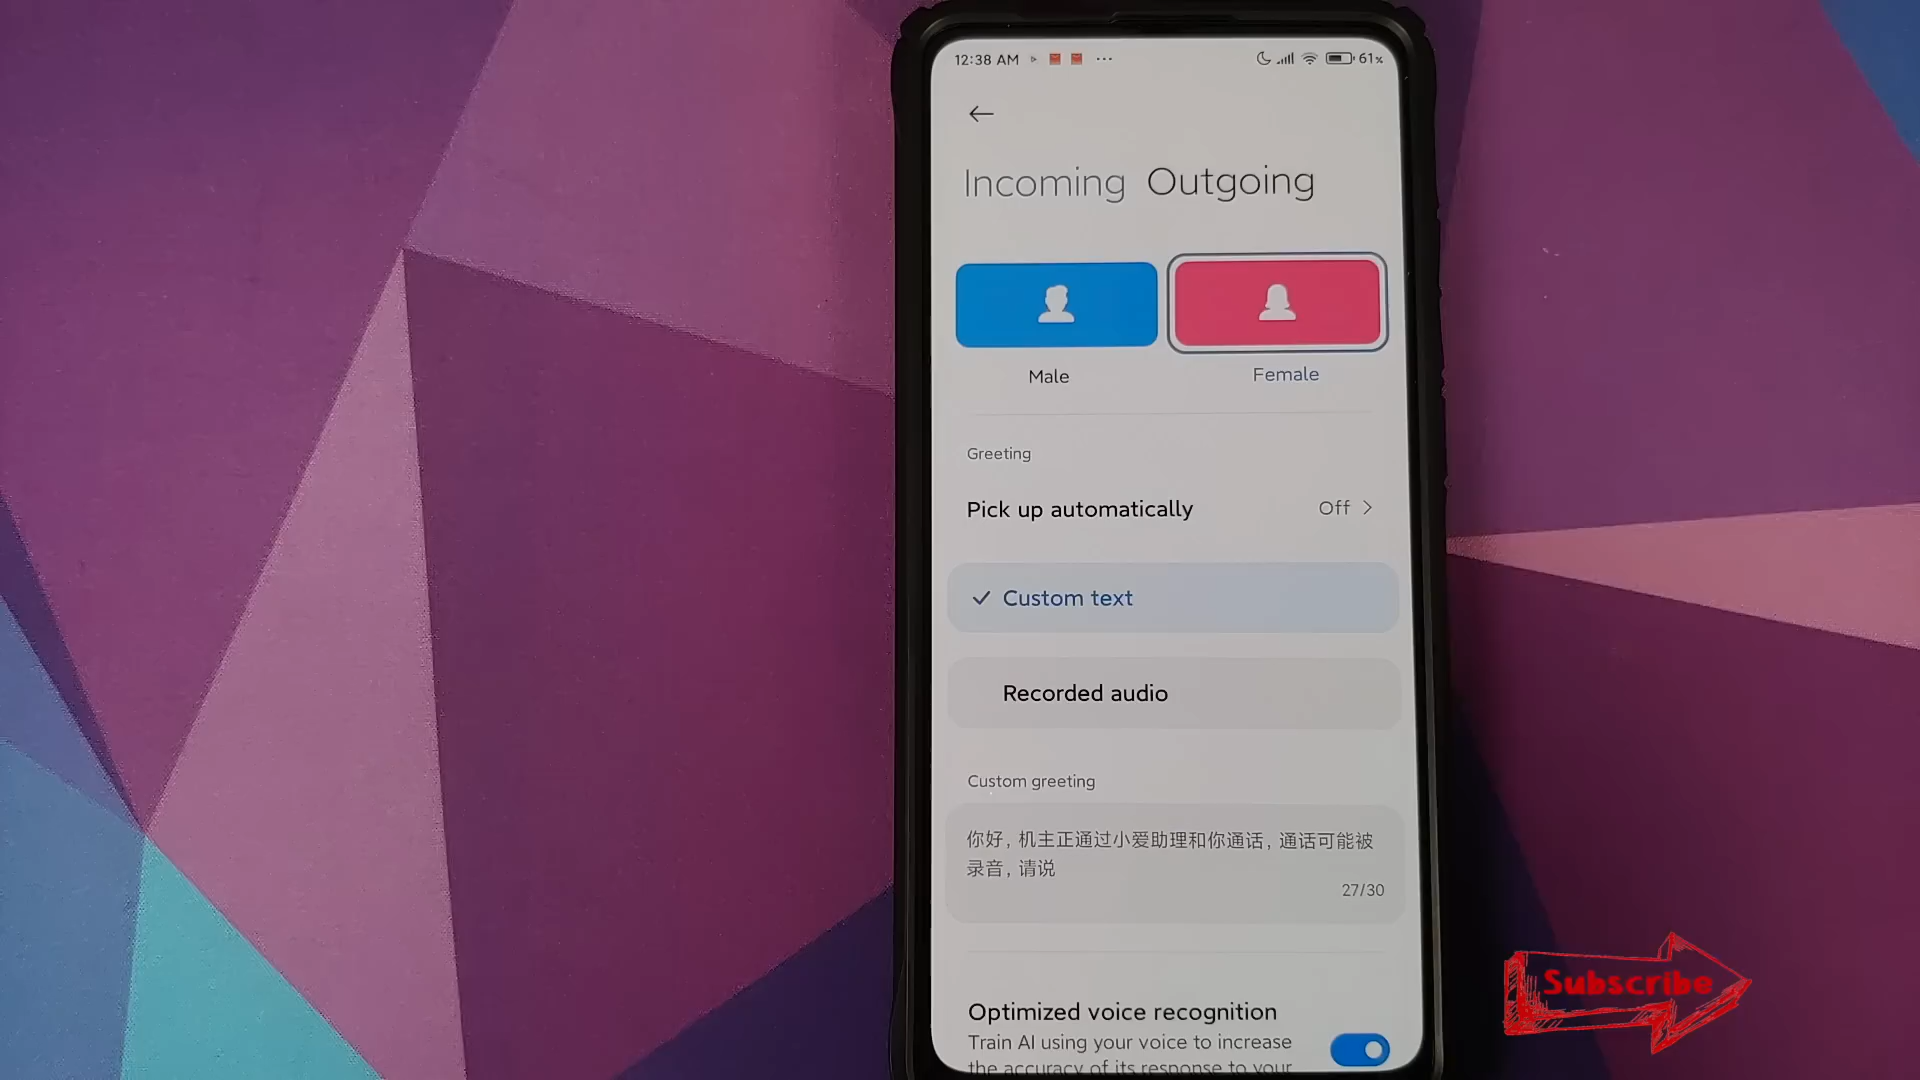 12:38 AM ... 61%
Incoming Outgoing
Male Female
Greeting
Pick up automatically Off
Custom text
Recorded audio
Custom greeting
你好，机主正通过小爱助理和你通话，通话可能被
录音，请说
27/30
Optimized voice recognition
Train AI using your voice to increase
the accuracy of its response to your
Subscribe